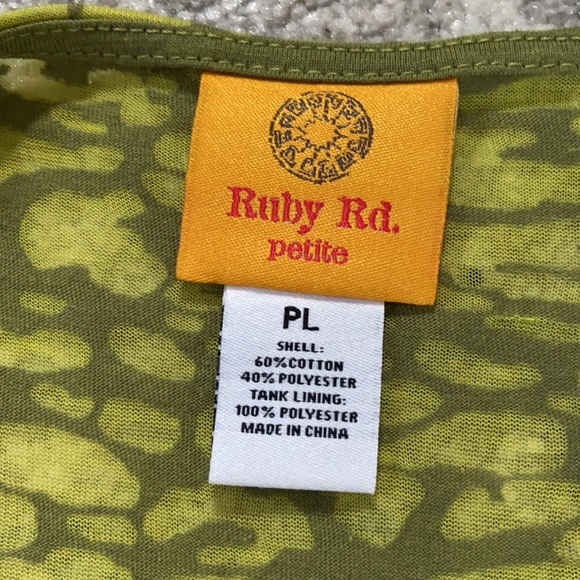 Ruby Rd.
petite
PL
SHELL:
60%COTTON
40% POLYESTER
TANK LINING:
100% POLYESTER
MADE IN CHINA